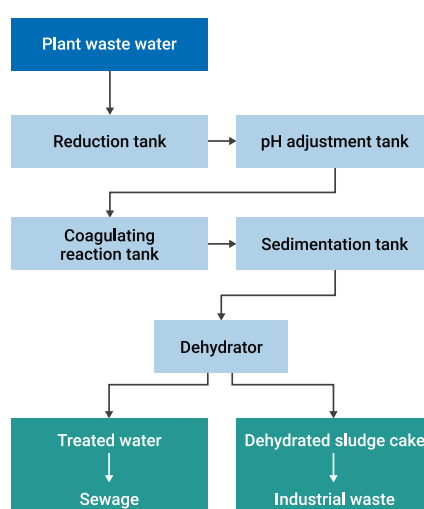 Plant waste water
Reduction tank
pH adjustment tank
Coagulating
reaction tank
Sedimentation tank
Dehydrator
Treated water
Sewage
Dehydrated sludge cake
Industrial waste